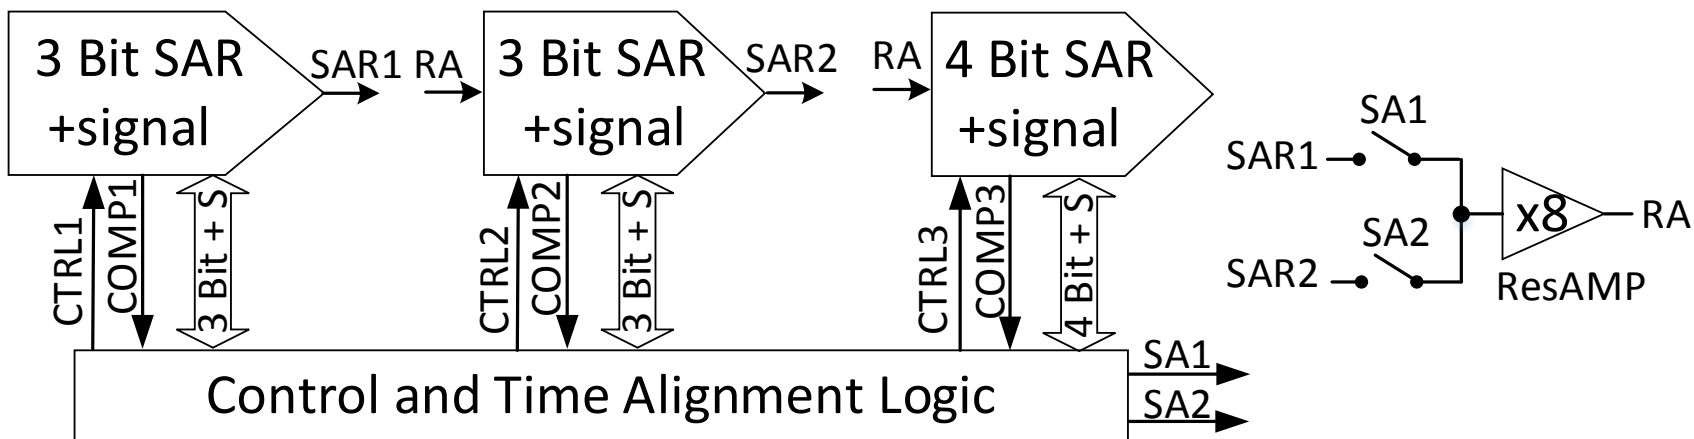 3 Bit SAR
+signal
SAR1
RA
3 Bit SAR
+signal
SAR2
RA
4 Bit SAR
+signal
CTRL1
COMP1
3 Bit + S
CTRL2
COMP2
3 Bit + S
CTRL3
COMP3
4 Bit + S
Control and Time Alignment Logic
SA1
SA2
SA1
SAR1
SA2
SAR2
x8
RA
ResAMP